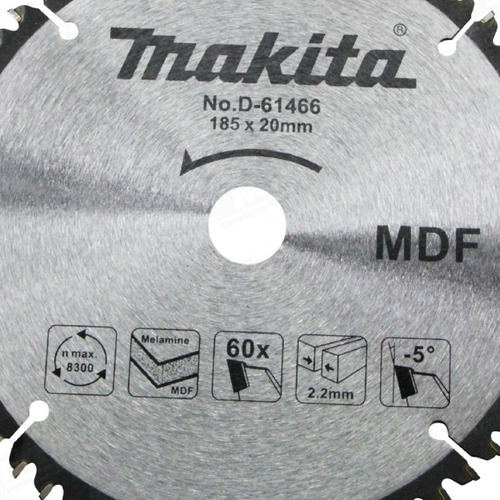 makita®
No.D-61466
185 x 20mm
MDF
n max.
8300
Melamine
MDF
60x
2.2mm
-5°